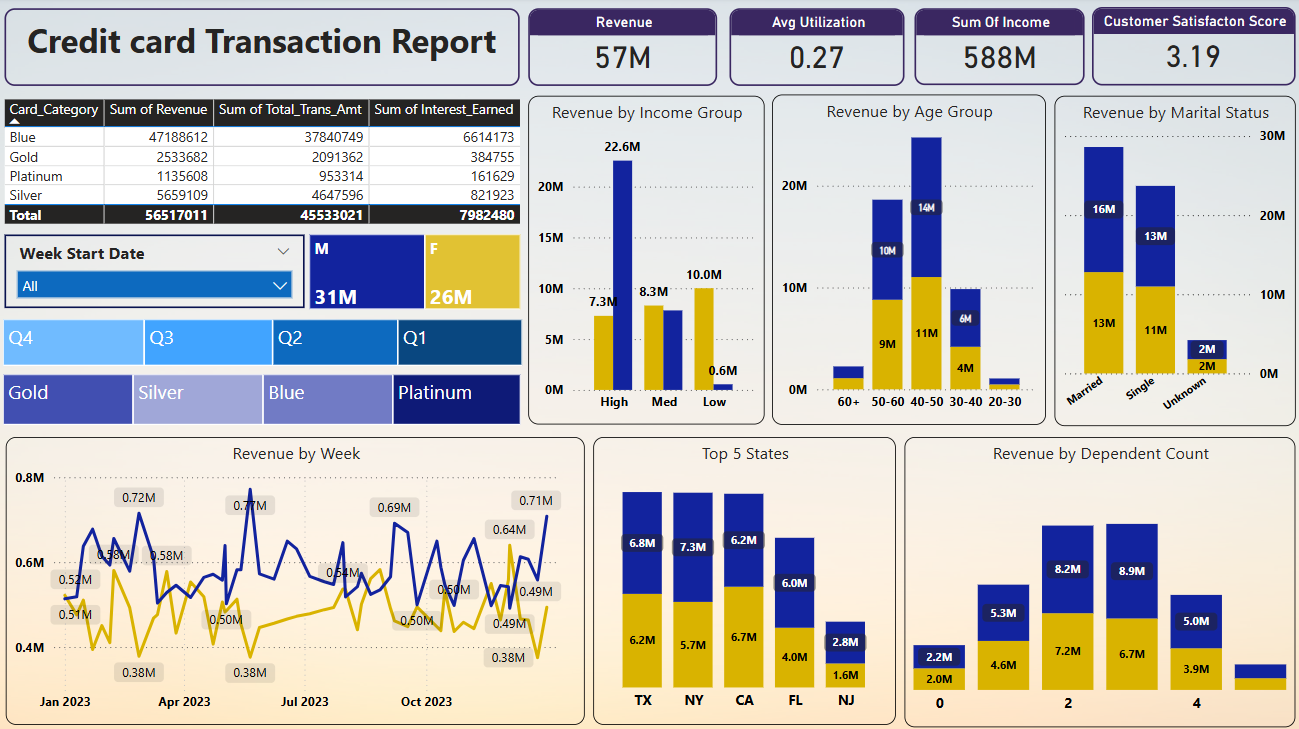 Credit card Transaction Report
Revenue
57M
Avg Utilization
0.27
Sum Of Income
588M
Customer Satisfacton Score
3.19
Card_Category Sum of Revenue Sum of Total_Trans_Amt Sum of Interest_Earned
Blue 47188612 37840749 6614173
Gold 2533682 2091362 384755
Platinum 1135608 953314 161629
Silver 5659109 4647596 821923
Total 56517011 45533021 7982480
Week Start Date
All
M
31M
F
26M
Q4 Q3 Q2 Q1
Gold Silver Blue Platinum
Revenue by Income Group
22.6M
20M
15M
10.0M
10M
7.3M 8.3M
5M
0.6M
0M
High Med Low
Revenue by Age Group
20M
14M
10M
10M
6M
11M
9M
4M
0M
60+ 50-60 40-50 30-40 20-30
Revenue by Marital Status
30M
16M
20M
13M
10M
13M
11M
2M
2M
0M
Married Single Unknown
Revenue by Week
0.8M
0.72M
0.77M
0.69M
0.71M
0.64M
0.6M
0.58M
0.58M
0.54M
0.52M
0.50M
0.49M
0.51M
0.50M
0.50M
0.49M
0.4M
0.38M
0.38M
0.38M
Jan 2023 Apr 2023 Jul 2023 Oct 2023
Top 5 States
6.8M 7.3M 6.2M 6.0M 2.8M
6.2M 5.7M 6.7M 4.0M 1.6M
TX NY CA FL NJ
Revenue by Dependent Count
2.2M 5.3M 8.2M 8.9M 5.0M
2.0M 4.6M 7.2M 6.7M 3.9M
0 2 4